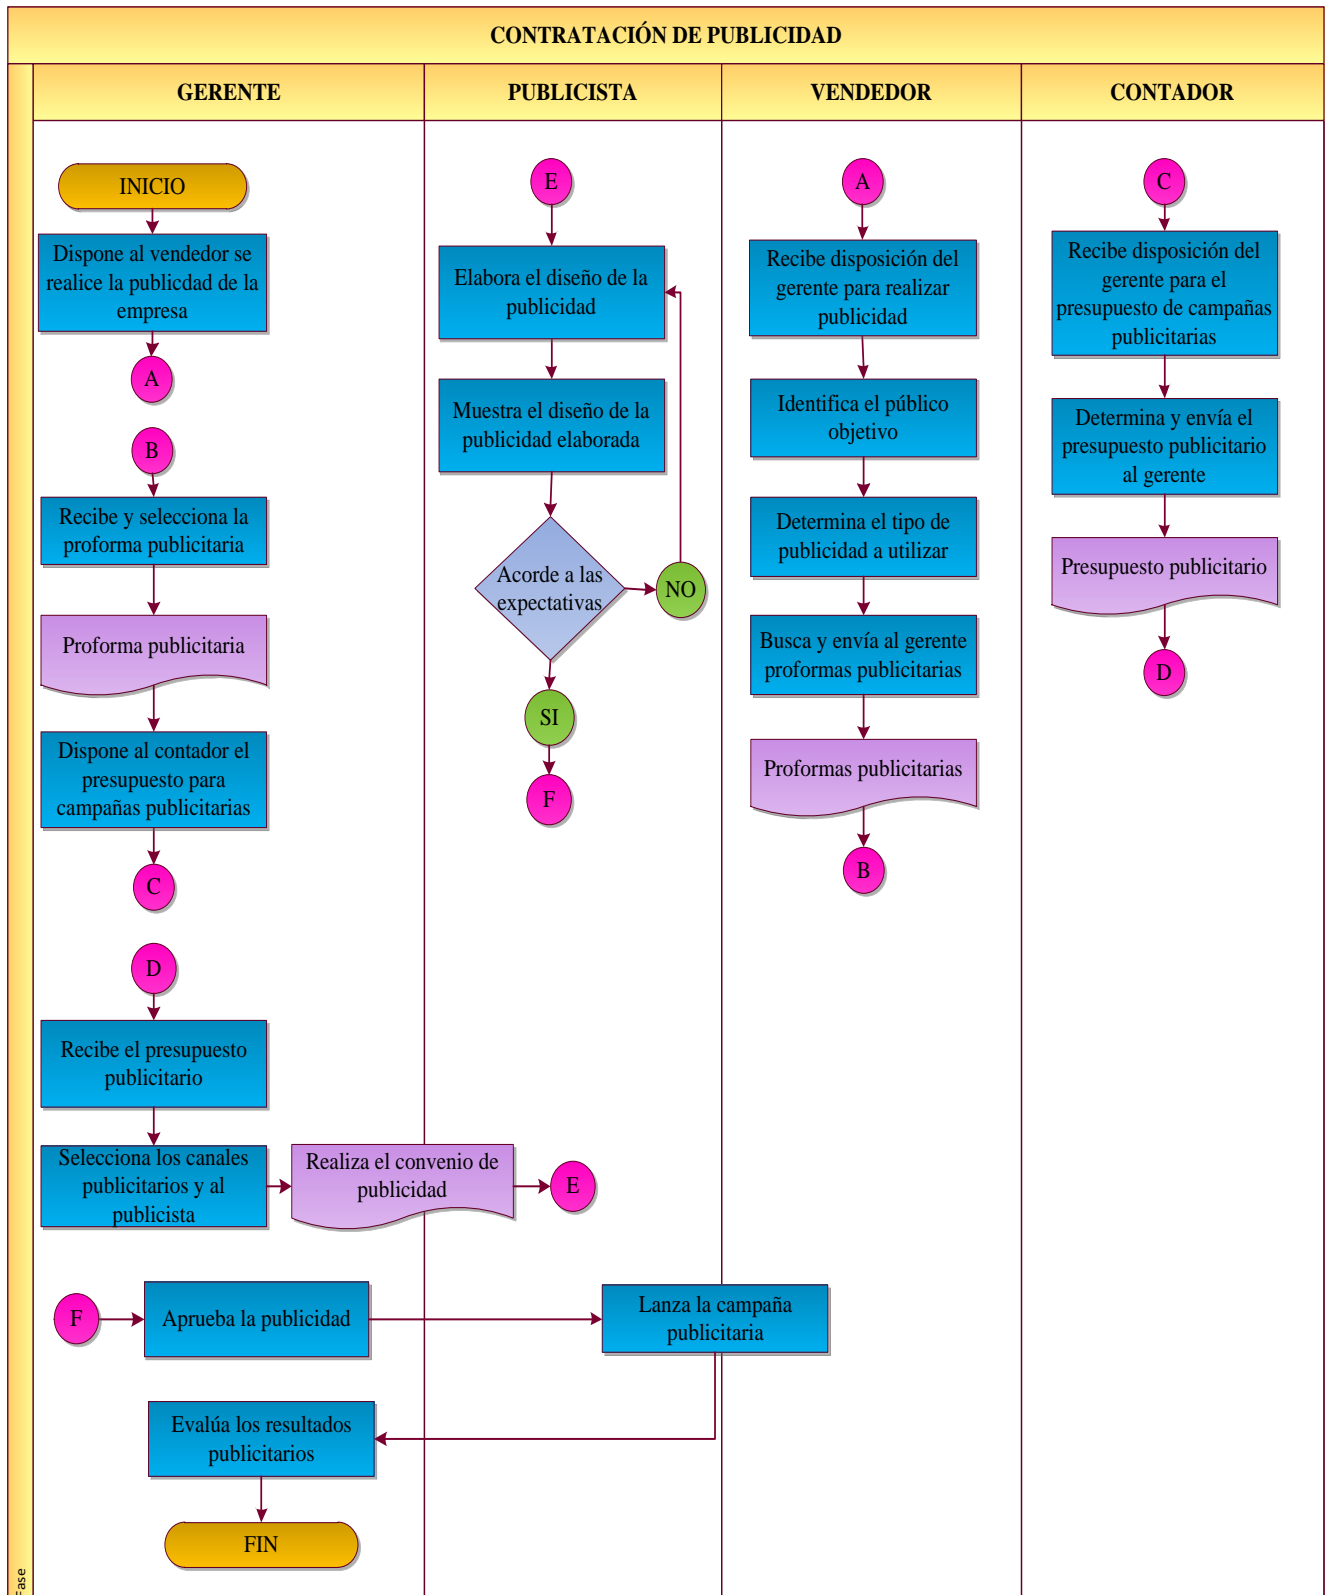 CONTRATACIÓN DE PUBLICIDAD
GERENTE
PUBLICISTA
VENDEDOR
CONTADOR
INICIO
Dispone al vendedor se
realice la publicdad de la
empresa
A
B
Recibe y selecciona la
proforma publicitaria
Proforma publicitaria
Dispone al contador el
presupuesto para
campañas publicitarias
C
D
Recibe el presupuesto
publicitario
Selecciona los canales
publicitarios y al
publicista
Realiza el convenio de
publicidad
E
F
Aprueba la publicidad
Lanza la campaña
publicitaria
Evalúa los resultados
publicitarios
FIN
E
Elabora el diseño de la
publicidad
Muestra el diseño de la
publicidad elaborada
Acorde a las
expectativas
NO
SI
F
A
Recibe disposición del
gerente para realizar
publicidad
Identifica el público
objetivo
Determina el tipo de
publicidad a utilizar
Busca y envía al gerente
proformas publicitarias
Proformas publicitarias
B
C
Recibe disposición del
gerente para el
presupuesto de campañas
publicitarias
Determina y envía el
presupuesto publicitario
al gerente
Presupuesto publicitario
D
Fase